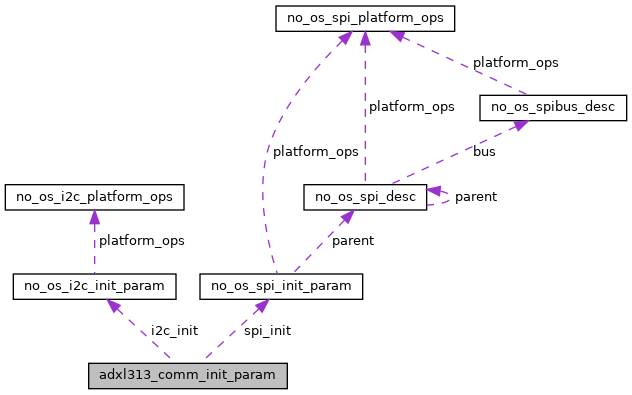 no_os_spi_platform_ops
platform_ops
no_os_spibus_desc
platform_ops
platform_ops
bus
no_os_i2c_platform_ops
no_os_spi_desc
parent
platform_ops
parent
no_os_i2c_init_param
no_os_spi_init_param
i2c_init
spi_init
adxl313_comm_init_param